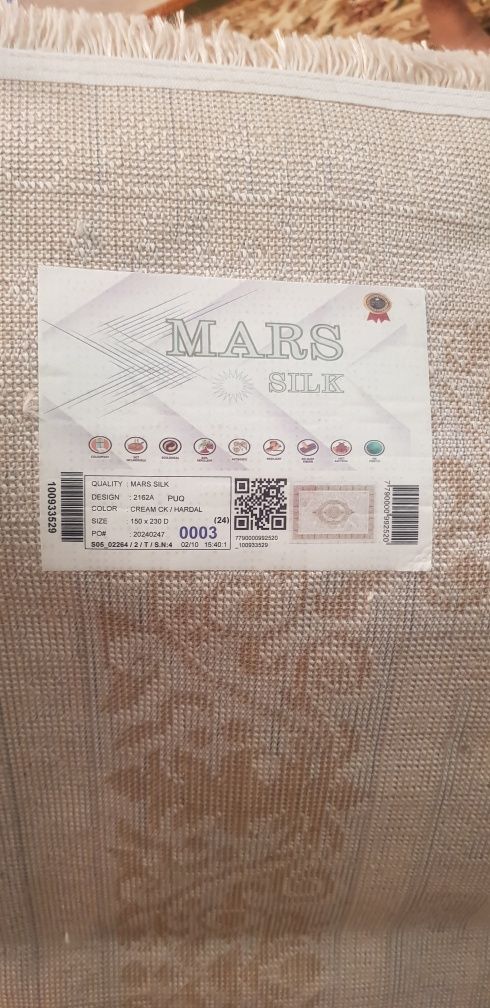 MARS
SILK
QUALITY : MARS SILK
DESIGN : 2162A PUQ
COLOR : CREAM CK / HARDAL
SIZE : 150 x 230 D (24)
PO# : 20240247 0003
S05_02264 / 2 / T / S.N:4 02/10 15:40:1
7790000992520
_100933529
100933529
7790000992520